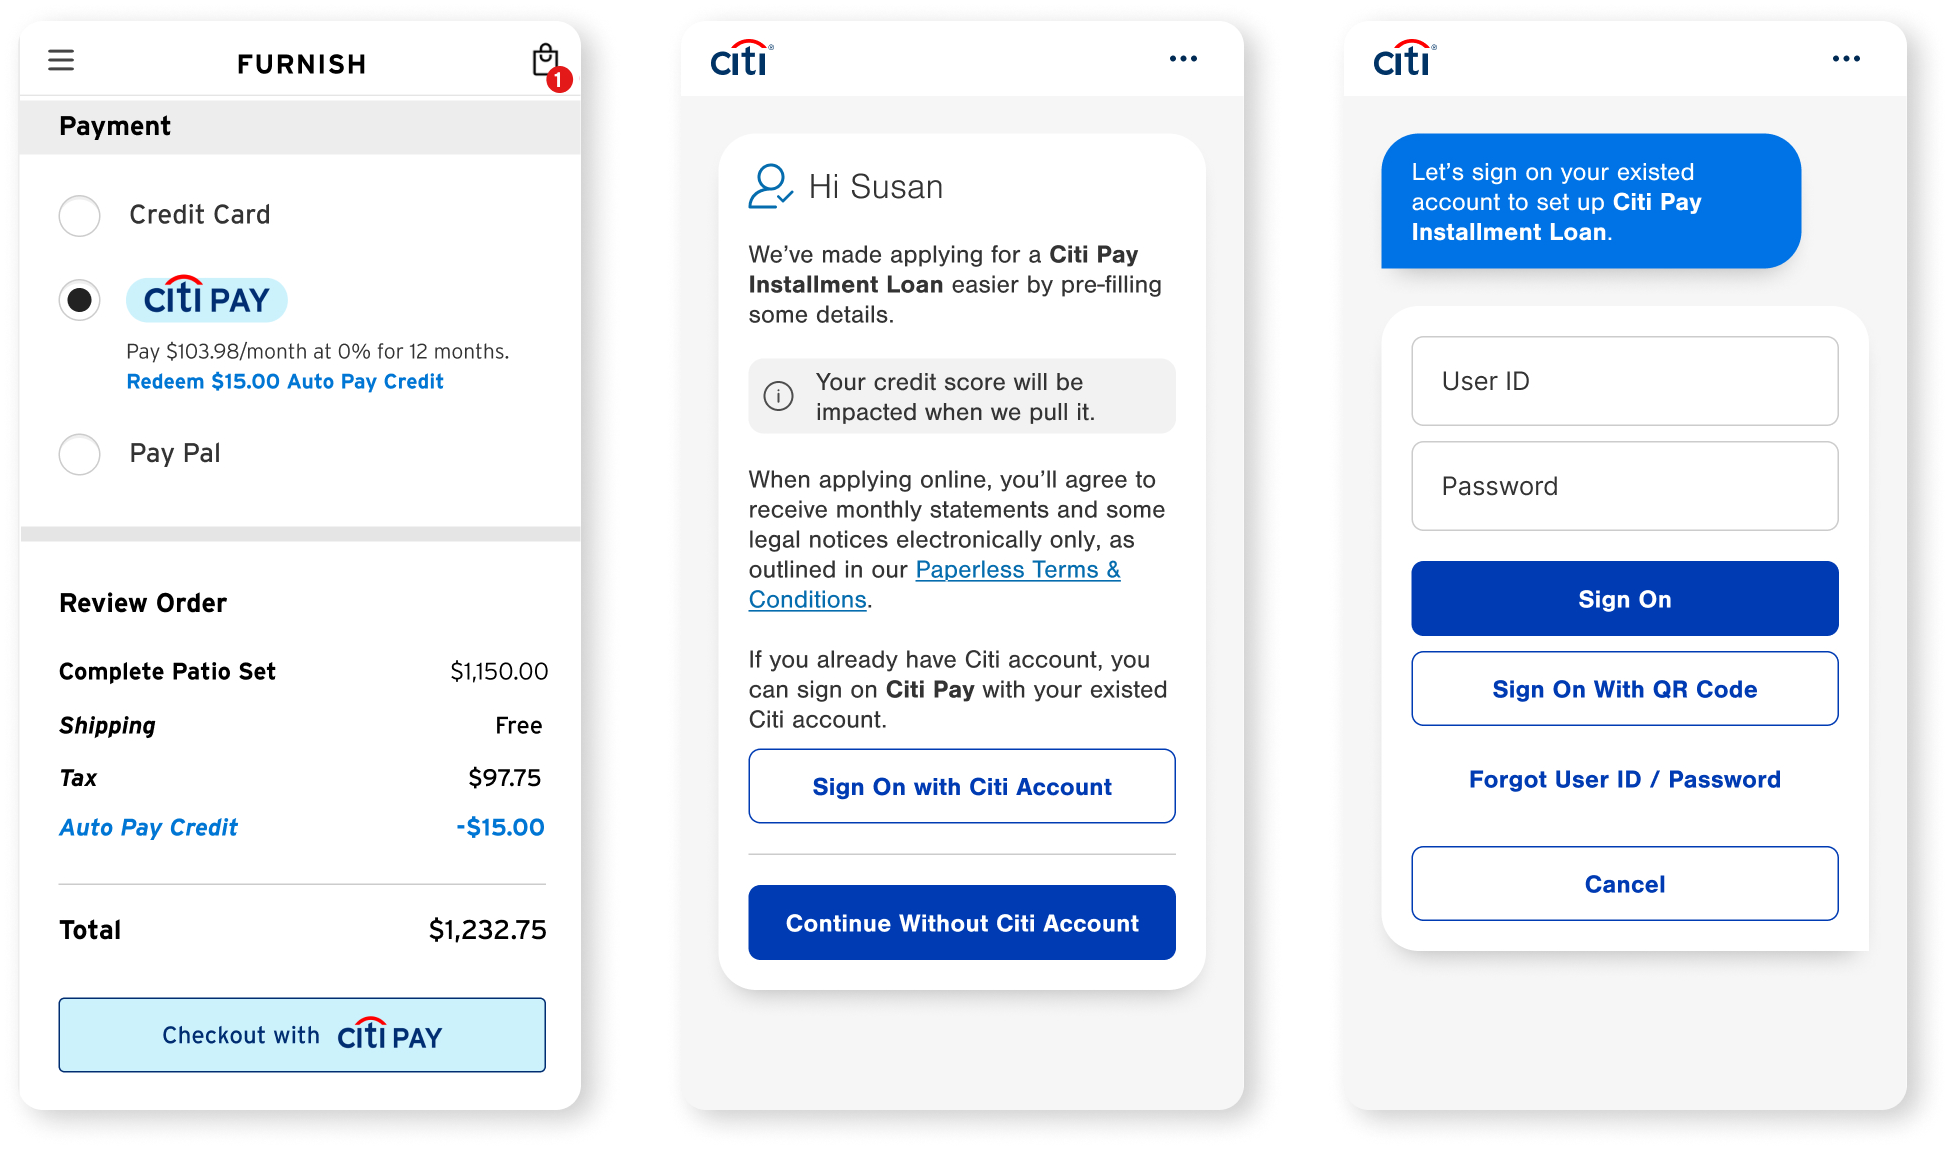 FURNISH
1
Payment
Credit Card
citi PAY
Pay $103.98/month at 0% for 12 months.
Redeem $15.00 Auto Pay Credit
Pay Pal
Review Order
Complete Patio Set $1,150.00
Shipping Free
Tax $97.75
Auto Pay Credit -$15.00
Total $1,232.75
Checkout with citi PAY
citi®
Hi Susan
We’ve made applying for a Citi Pay
Installment Loan easier by pre-filling
some details.
Your credit score will be
impacted when we pull it.
When applying online, you’ll agree to
receive monthly statements and some
legal notices electronically only, as
outlined in our Paperless Terms &
Conditions.
If you already have Citi account, you
can sign on Citi Pay with your existed
Citi account.
Sign On with Citi Account
Continue Without Citi Account
citi®
Let’s sign on your existed
account to set up Citi Pay
Installment Loan.
User ID
Password
Sign On
Sign On With QR Code
Forgot User ID / Password
Cancel